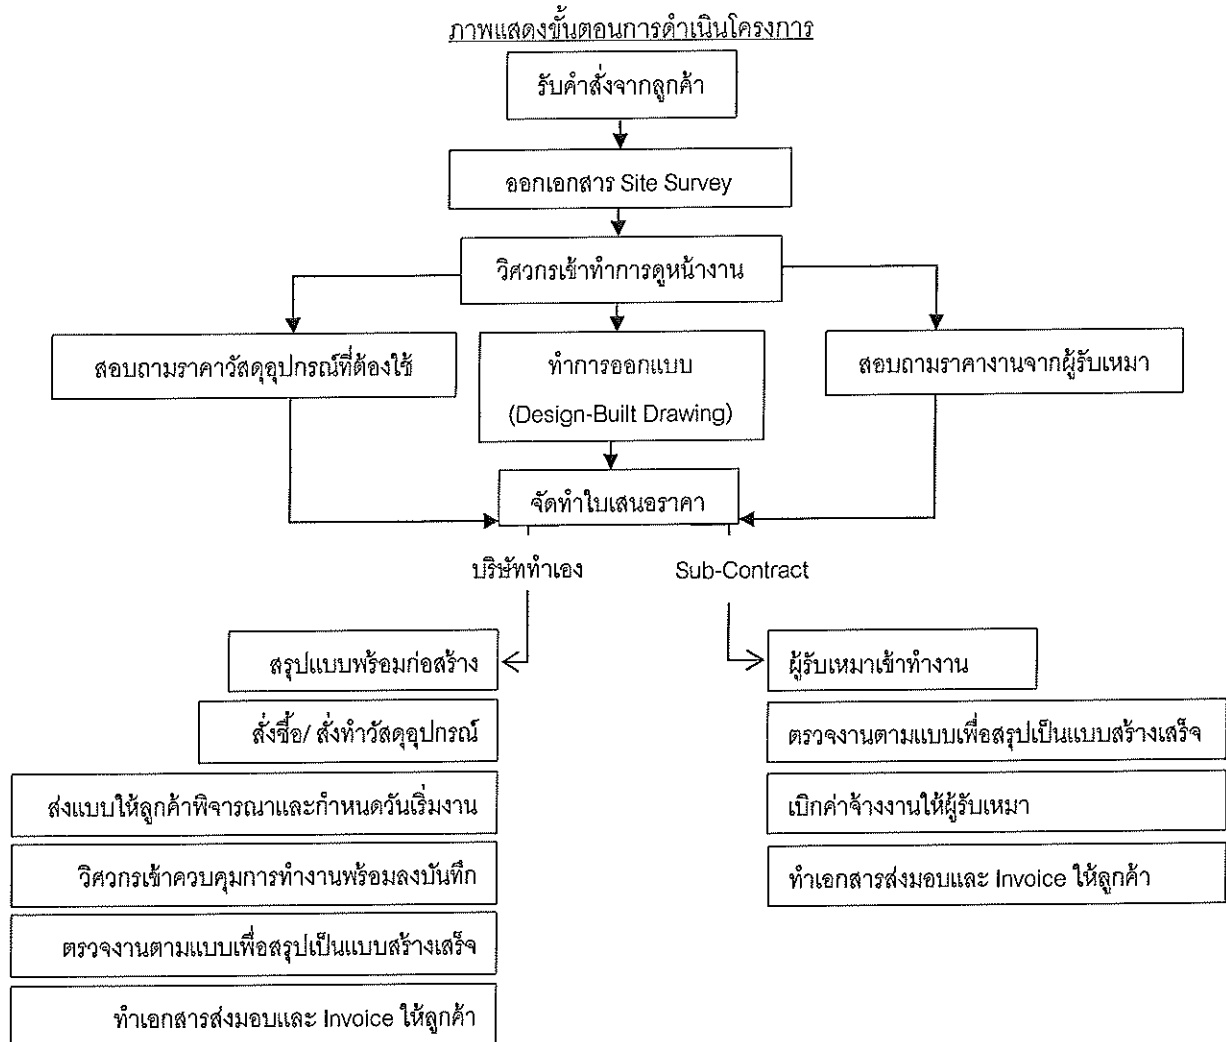 ภาพแสดงขั้นตอนการดำเนินโครงการ
รับคำสั่งจากลูกค้า
ออกเอกสาร Site Survey
วิศวกรเข้าทำการดูหน้างาน
สอบถามราคาวัสดุอุปกรณ์ที่ต้องใช้
ทำการออกแบบ
(Design-Built Drawing)
สอบถามราคางานจากผู้รับเหมา
จัดทำใบเสนอราคา
บริษัททำเอง
Sub-Contract
สรุปแบบพร้อมก่อสร้าง
สั่งซื้อ/ สั่งทำวัสดุอุปกรณ์
ส่งแบบให้ลูกค้าพิจารณาและกำหนดวันเริ่มงาน
วิศวกรเข้าควบคุมการทำงานพร้อมลงบันทึก
ตรวจงานตามแบบเพื่อสรุปเป็นแบบสร้างเสร็จ
ทำเอกสารส่งมอบและ Invoice ให้ลูกค้า
ผู้รับเหมาเข้าทำงาน
ตรวจงานตามแบบเพื่อสรุปเป็นแบบสร้างเสร็จ
เบิกค่าจ้างงานให้ผู้รับเหมา
ทำเอกสารส่งมอบและ Invoice ให้ลูกค้า